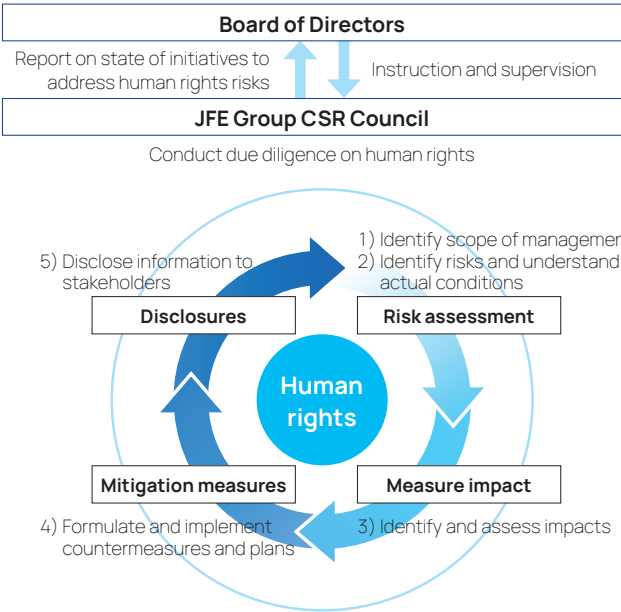 Board of Directors
Report on state of initiatives to
address human rights risks
Instruction and supervision
JFE Group CSR Council
Conduct due diligence on human rights
1) Identify scope of managemen
2) Identify risks and understand
actual conditions
5) Disclose information to
stakeholders
Disclosures
Risk assessment
Human
rights
Mitigation measures
Measure impact
4) Formulate and implement
countermeasures and plans
3) Identify and assess impacts